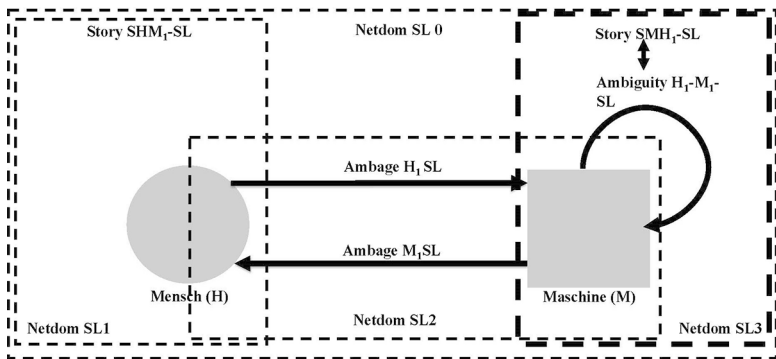 Story SHM₁-SL
Netdom SL 0
Story SMH₁-SL
Ambiguity H₁-M₁-
SL
Ambage H₁ SL
Ambage M₁SL
Mensch (H)
Maschine (M)
Netdom SL1
Netdom SL2
Netdom SL3